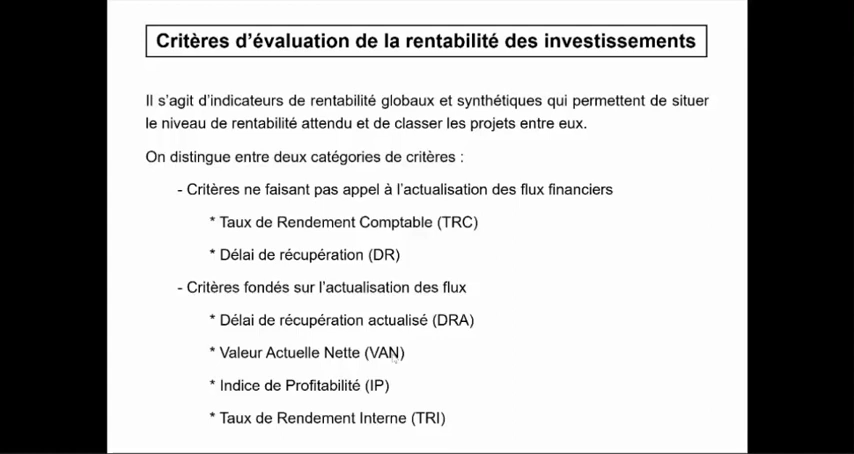 Critères d’évaluation de la rentabilité des investissements
Il s’agit d’indicateurs de rentabilité globaux et synthétiques qui permettent de situer
le niveau de rentabilité attendu et de classer les projets entre eux.
On distingue entre deux catégories de critères :
- Critères ne faisant pas appel à l’actualisation des flux financiers
* Taux de Rendement Comptable (TRC)
* Délai de récupération (DR)
- Critères fondés sur l’actualisation des flux
* Délai de récupération actualisé (DRA)
* Valeur Actuelle Nette (VAN)
* Indice de Profitabilité (IP)
* Taux de Rendement Interne (TRI)